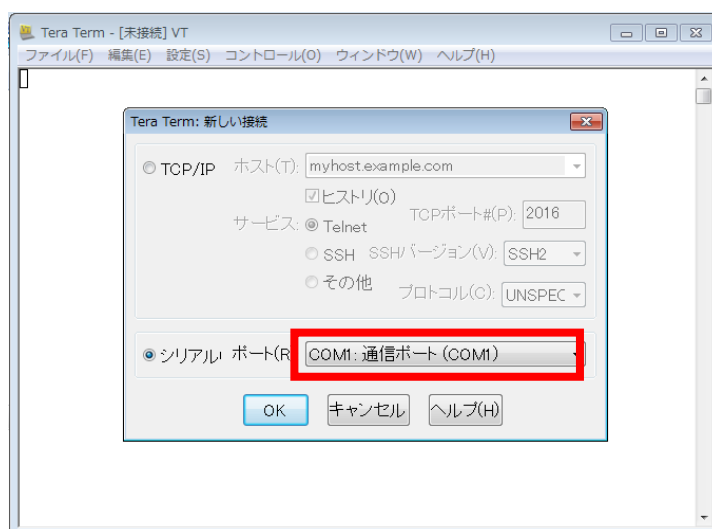 Tera Term - [未接続] VT
ファイル(F) 編集(E) 設定(S) コントロール(O) ウィンドウ(W) ヘルプ(H)
Tera Term: 新しい接続
TCP/IP ホスト(T): myhost.example.com
ヒストリ(O)
サービス: Telnet TCPポート#(P): 2016
SSH SSHバージョン(V): SSH2
その他 プロトコル(C): UNSPEC
シリアル ポート(R COM1: 通信ポート (COM1)
OK キャンセル ヘルプ(H)